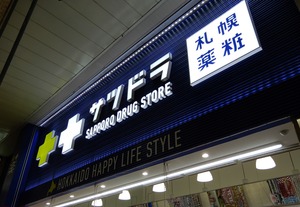 サツドラ
SAPPORO DRUG STORE
札幌
薬粧
HOKKAIDO HAPPY LIFE STYLE